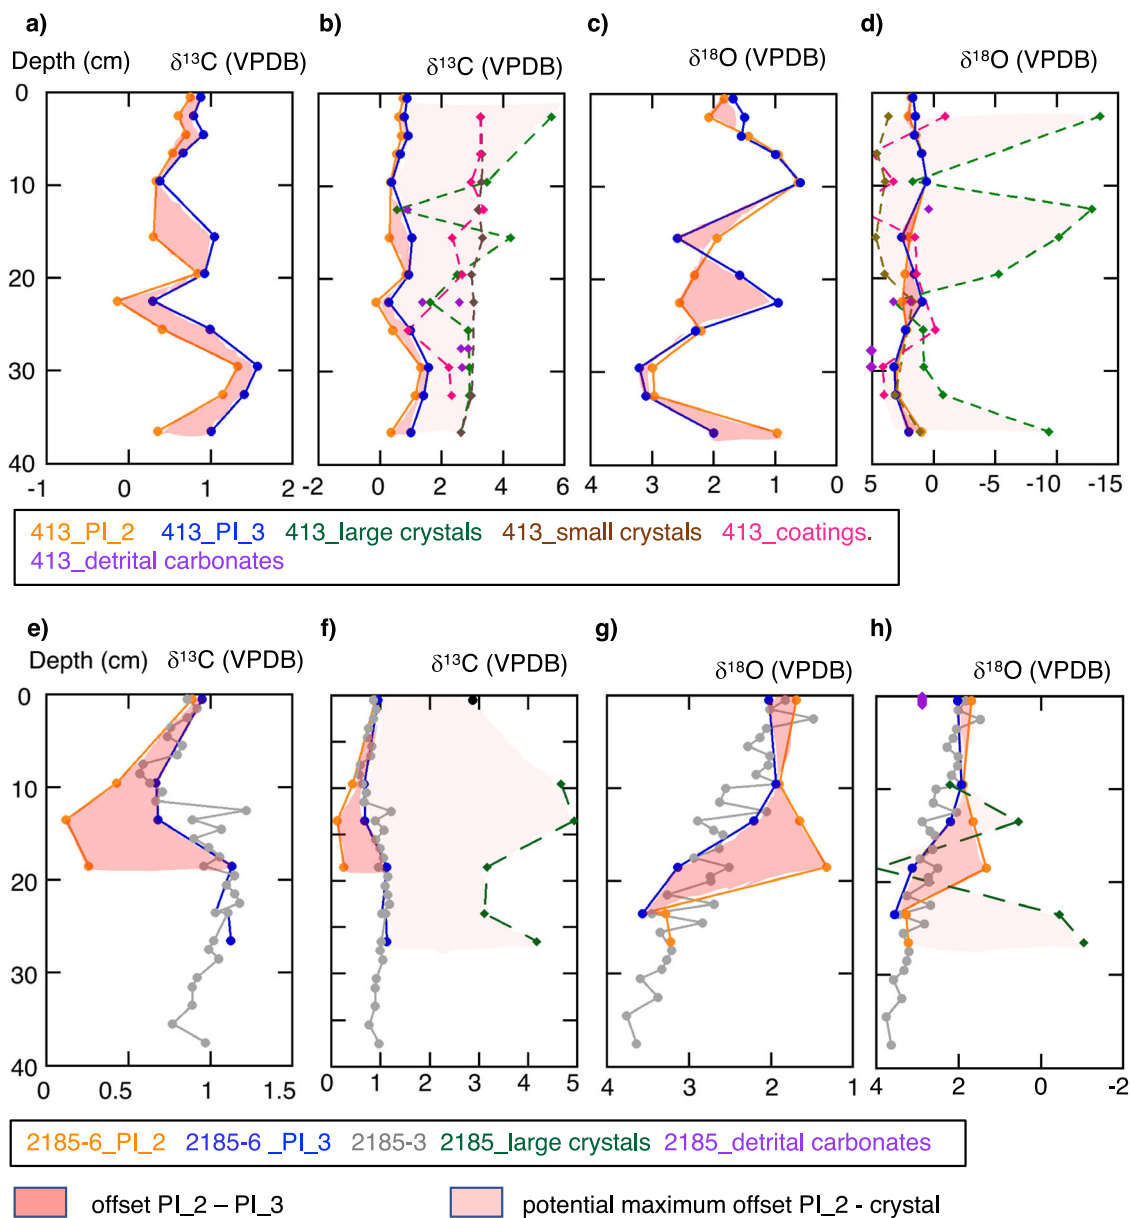 a) b) c) d)
Depth (cm) δ¹³C (VPDB) δ¹³C (VPDB) δ¹⁸O (VPDB) δ¹⁸O (VPDB)
0
10
20
30
40
-1 0 1 2 -2 0 2 4 6 4 3 2 1 0 5 0 -5 -10 -15
413_PI_2 413_PI_3 413_large crystals 413_small crystals 413_coatings.
413_detrital carbonates
e) f) g) h)
Depth (cm) δ¹³C (VPDB) δ¹³C (VPDB) δ¹⁸O (VPDB) δ¹⁸O (VPDB)
0
10
20
30
40
0 0.5 1 1.5 0 1 2 3 4 5 4 3 2 1 4 2 0 -2
2185-6_PI_2 2185-6 _PI_3 2185-3 2185_large crystals 2185_detrital carbonates
offset PI_2 – PI_3 potential maximum offset PI_2 - crystal